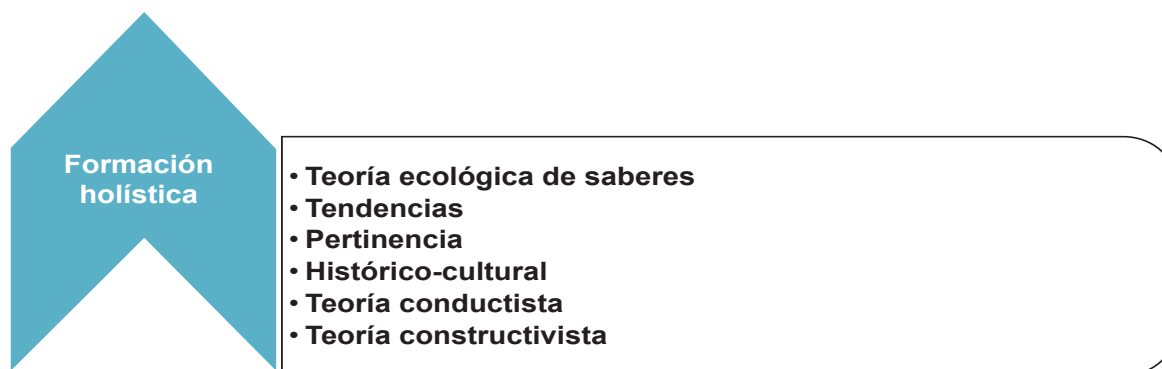 Formación
holística
• Teoría ecológica de saberes
• Tendencias
• Pertinencia
• Histórico-cultural
• Teoría conductista
• Teoría constructivista